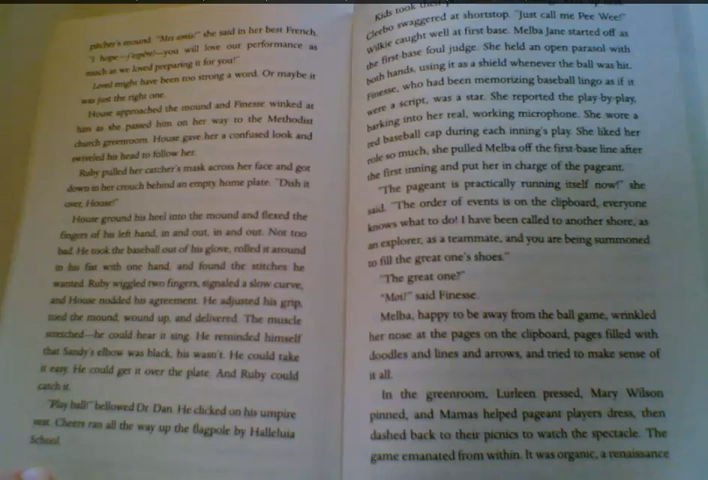 pitcher's mound. "Mes amis!" she said in her best French.
"I hope—j'espère!—you will love our performance as
much as we loved preparing it for you!"
Loved might have been too strong a word. Or maybe it
was just the right one.
House approached the mound and Finesse winked at
him as she passed him on her way to the Methodist
church greenroom. House gave her a confused look and
swiveled his head to follow her.
Ruby pulled her catcher's mask across her face and got
down in her crouch behind an empty home plate. "Dish it
over, House!"
House ground his heel into the mound and flexed the
fingers of his left hand, in and out, in and out. Not too
bad. He took the baseball out of his glove, rolled it around
in his fist with one hand, and found the stitches he
wanted. Ruby wiggled two fingers, signaled a slow curve,
and House nodded his agreement. He adjusted his grip,
toed the mound, wound up, and delivered. The muscle
stretched—he could hear it sing. He reminded himself
that Sandy's elbow was black, his wasn't. He could take
it easy. He could get it over the plate. And Ruby could
catch it.
"Play ball!" bellowed Dr. Dan. He clicked on his umpire
vest. Cheers ran all the way up the flagpole by Halleluia
School.
Kids took their
Cleebo swaggered at shortstop. "Just call me Pee Wee!"
Wilkie caught well at first base. Melba Jane started off as
the first-base foul judge. She held an open parasol with
both hands, using it as a shield whenever the ball was hit.
Finesse, who had been memorizing baseball lingo as if it
were a script, was a star. She reported the play-by-play,
barking into her real, working microphone. She wore a
red baseball cap during each inning's play. She liked her
role so much, she pulled Melba off the first-base line after
the first inning and put her in charge of the pageant.
"The pageant is practically running itself now!" she
said. "The order of events is on the clipboard, everyone
knows what to do! I have been called to another shore, as
an explorer, as a teammate, and you are being summoned
to fill the great one's shoes."
"The great one?"
"Moi!" said Finesse.
Melba, happy to be away from the ball game, wrinkled
her nose at the pages on the clipboard, pages filled with
doodles and lines and arrows, and tried to make sense of
it all.
In the greenroom, Lurleen pressed, Mary Wilson
pinned, and Mamas helped pageant players dress, then
dashed back to their picnics to watch the spectacle. The
game emanated from within. It was organic, a renaissance